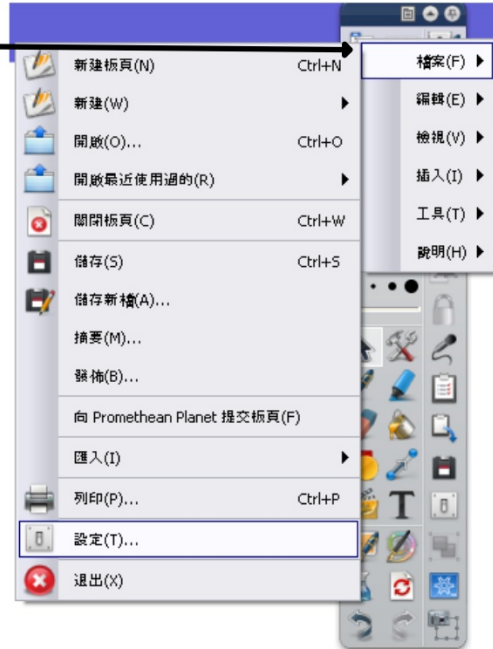 新建板頁(N) Ctrl+N
新建(W)
開啟(O)... Ctrl+O
開啟最近使用過的(R)
關閉板頁(C) Ctrl+W
儲存(S) Ctrl+S
儲存新檔(A)...
摘要(M)...
發佈(B)...
向 Promethean Planet 提交板頁(F)
匯入(I)
列印(P)... Ctrl+P
設定(T)...
退出(X)
檔案(F)
編輯(E)
檢視(V)
插入(I)
工具(T)
說明(H)
T